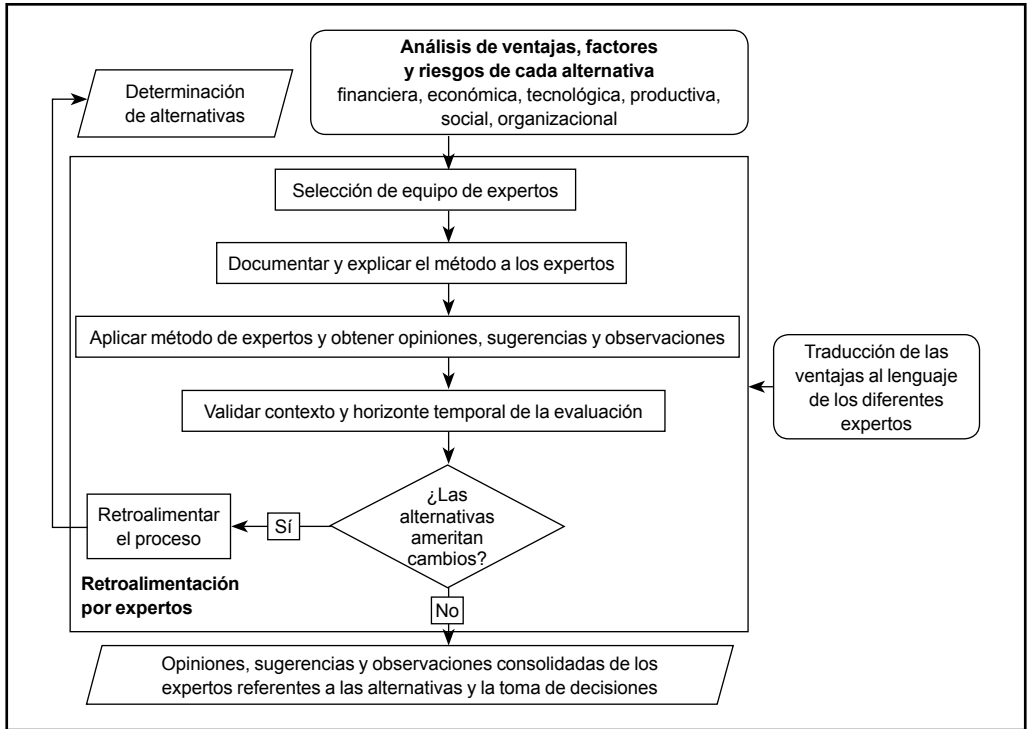 Análisis de ventajas, factores
y riesgos de cada alternativa
financiera, económica, tecnológica, productiva,
social, organizacional
Determinación
de alternativas
Selección de equipo de expertos
Documentar y explicar el método a los expertos
Aplicar método de expertos y obtener opiniones, sugerencias y observaciones
Traducción de las
ventajas al lenguaje
de los diferentes
expertos
Validar contexto y horizonte temporal de la evaluación
¿Las
alternativas
ameritan
cambios?
Sí
Retroalimentar
el proceso
Retroalimentación
por expertos
No
Opiniones, sugerencias y observaciones consolidadas de los
expertos referentes a las alternativas y la toma de decisiones